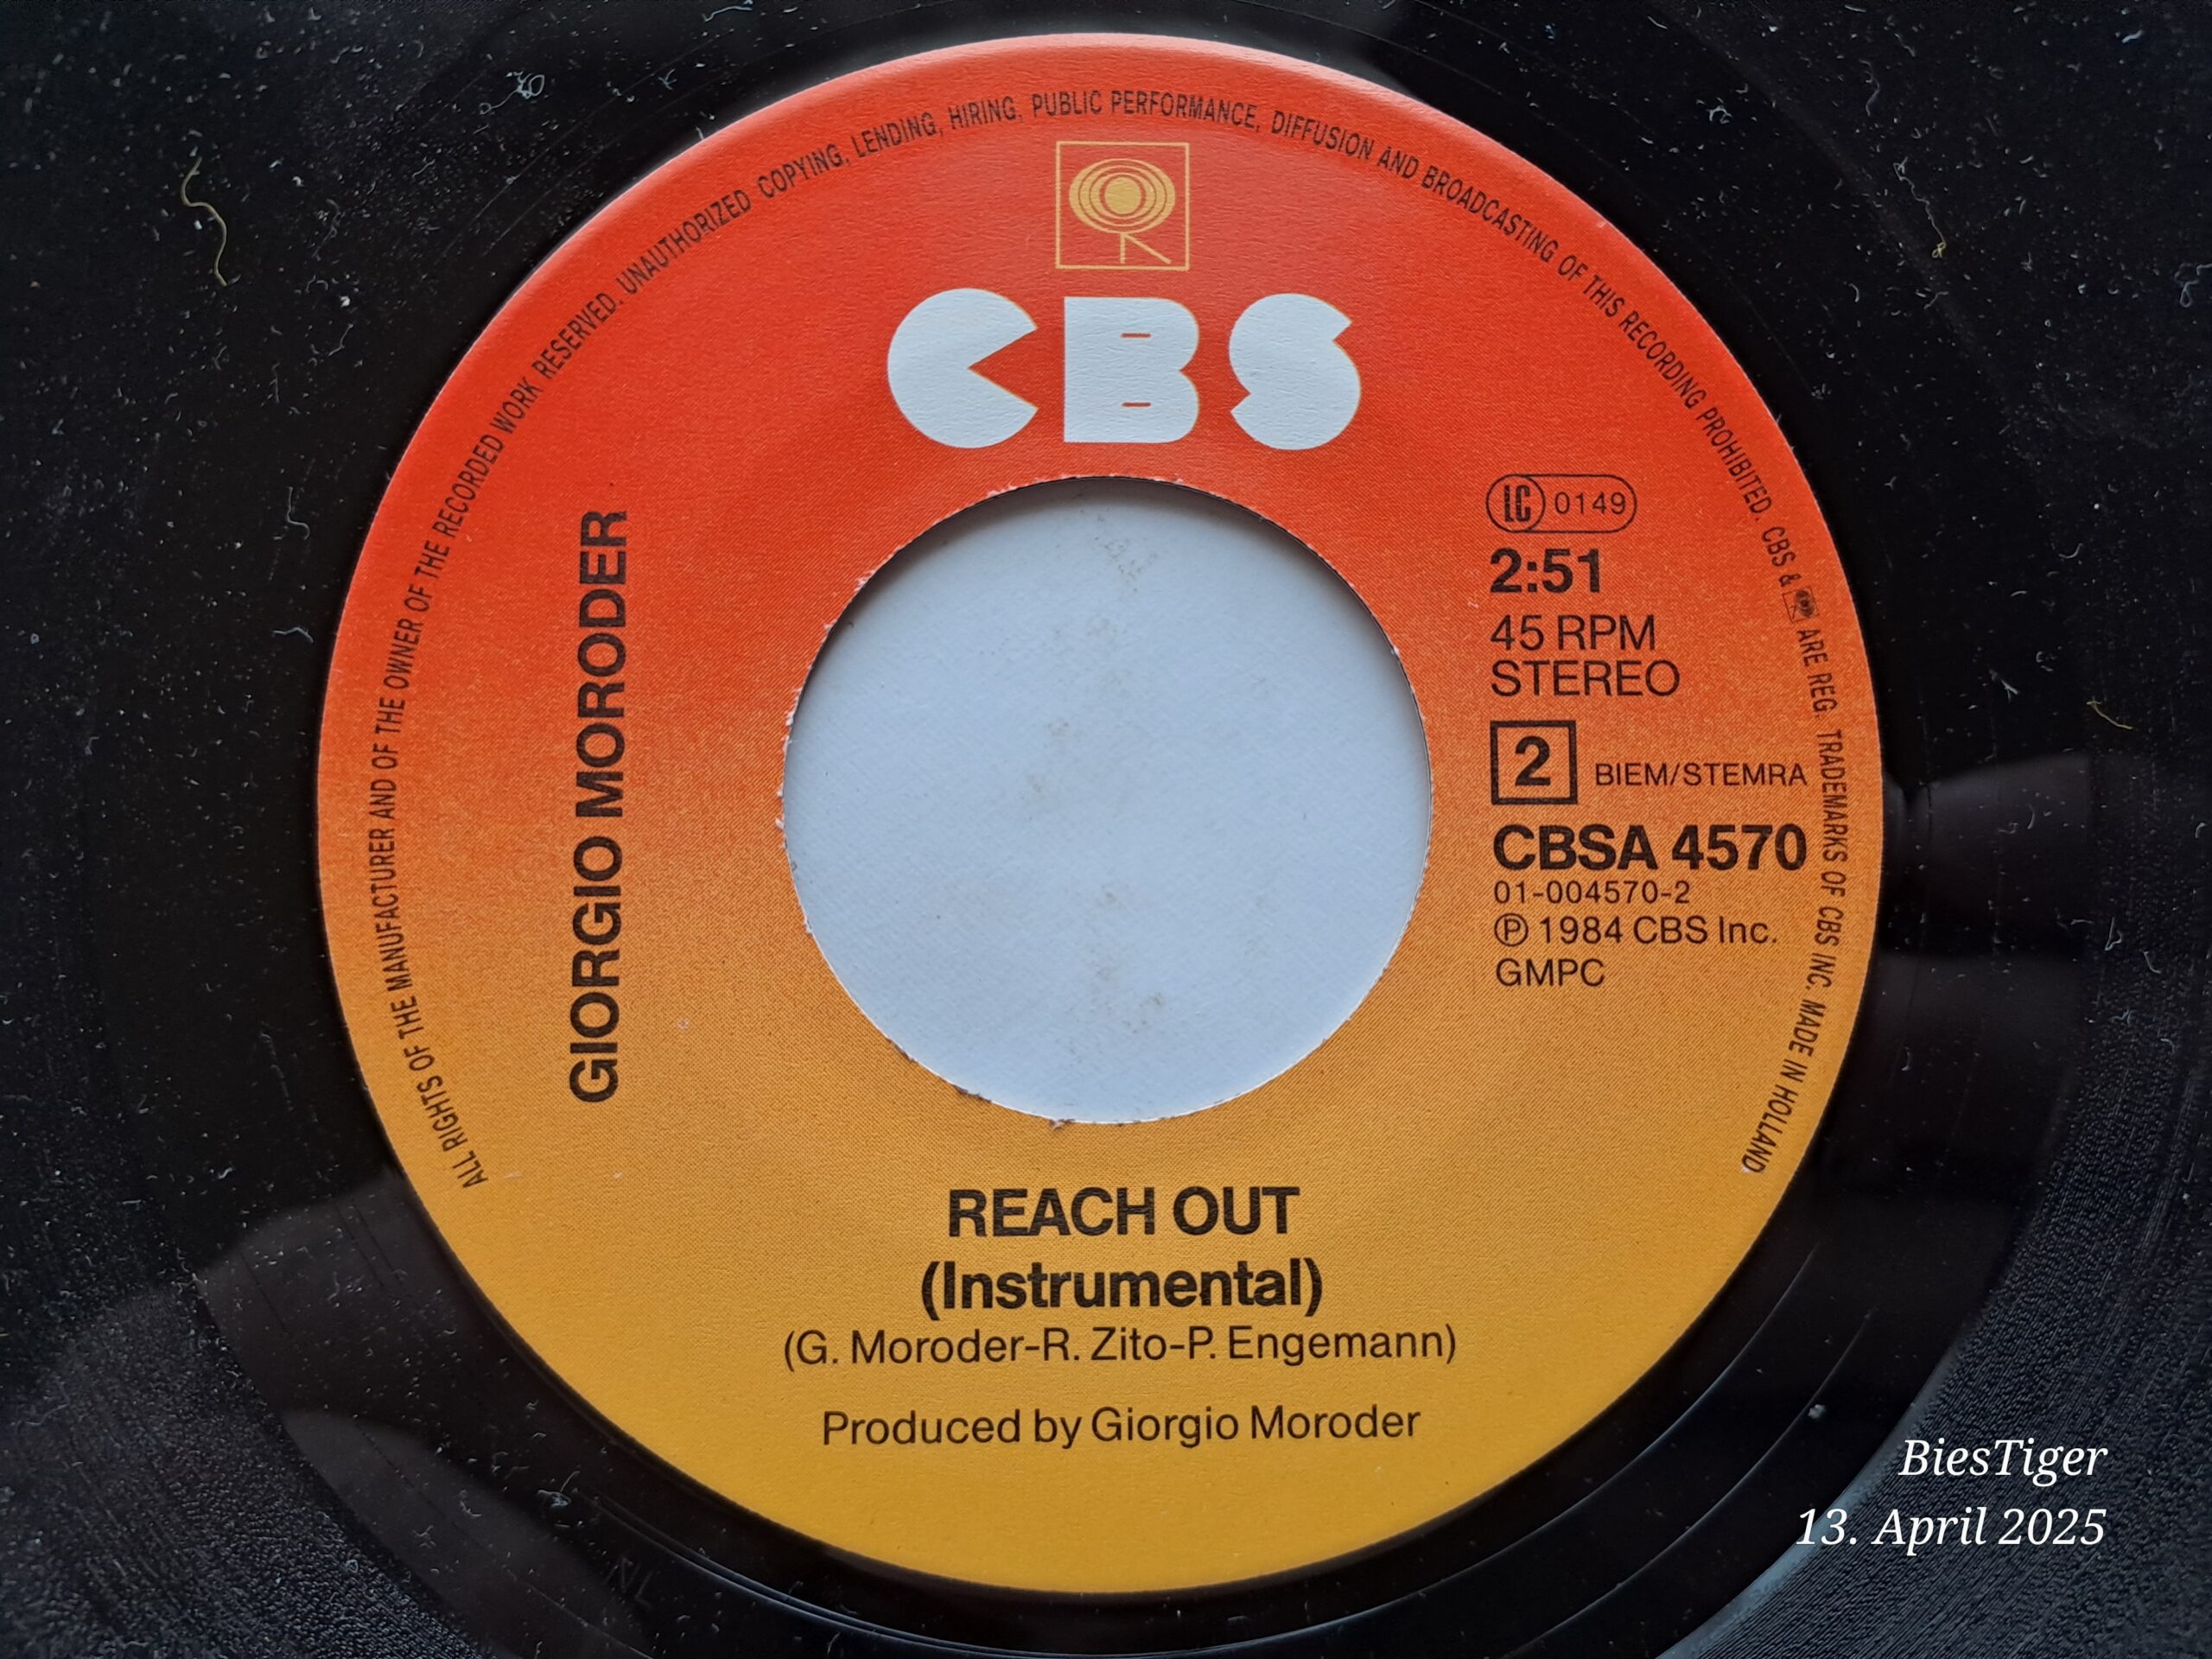 ALL RIGHTS OF THE MANUFACTURER AND OF THE OWNER OF THE RECORDED WORK RESERVED. UNAUTHORIZED COPYING, LENDING, HIRING, PUBLIC PERFORMANCE, DIFFUSION AND BROADCASTING OF THIS RECORDING PROHIBITED. CBS & ARE REG. TRADEMARKS OF CBS INC. MADE IN HOLLAND
CBS
GIORGIO MORODER
LC 0149
2:51
45 RPM
STEREO
2 BIEM/STEMRA
CBSA 4570
01-004570-2
℗ 1984 CBS Inc.
GMPC
REACH OUT
(Instrumental)
(G. Moroder-R. Zito-P. Engemann)
Produced by Giorgio Moroder
BiesTiger
13. April 2025